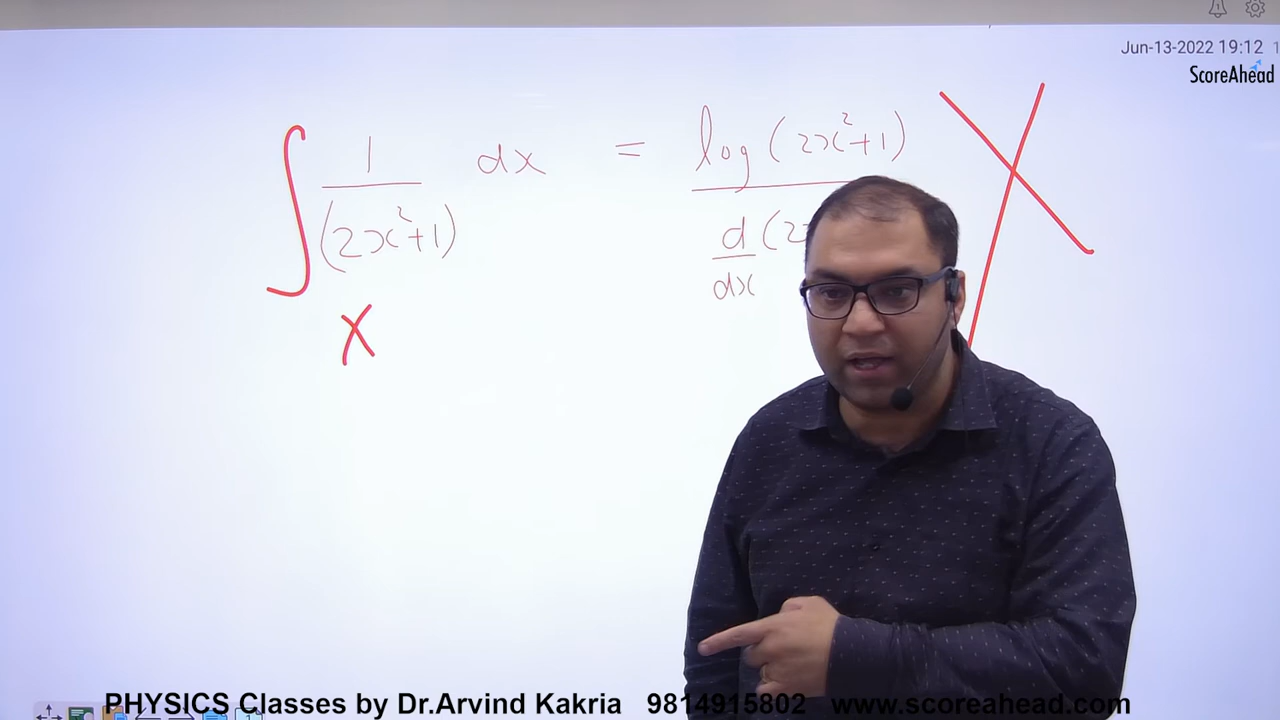 Jun-13-2022 19:12
ScoreAhead
∫ 1/(2x²+1) dx = log(2x²+1)
d/dx (2
X
PHYSICS Classes by Dr.Arvind Kakria 9814915802 www.scoreahead.com